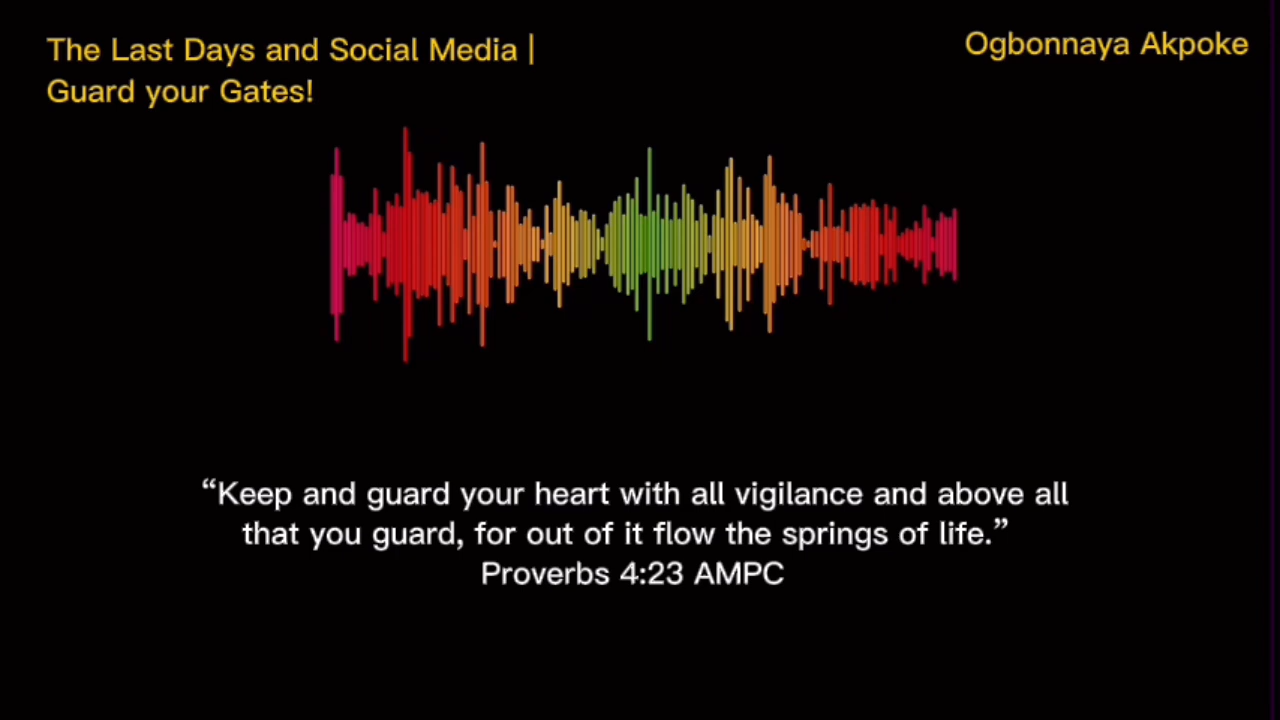 The Last Days and Social Media |
Guard your Gates!
Ogbonnaya Akpoke
“Keep and guard your heart with all vigilance and above all
that you guard, for out of it flow the springs of life.”
Proverbs 4:23 AMPC